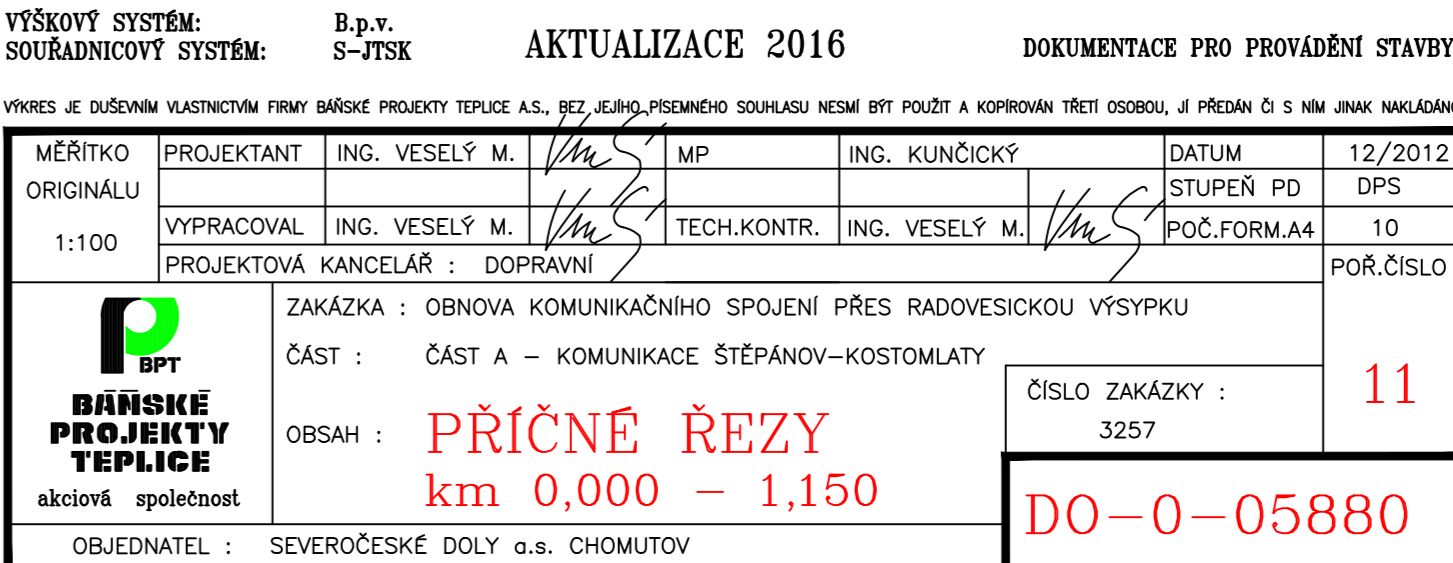 VÝŠKOVÝ SYSTÉM: B.p.v.
SOUŘADNICOVÝ SYSTÉM: S-JTSK
AKTUALIZACE 2016
DOKUMENTACE PRO PROVÁDĚNÍ STAVBY
VÝKRES JE DUŠEVNÍM VLASTNICTVÍM FIRMY BÁŇSKÉ PROJEKTY TEPLICE A.S., BEZ JEJÍHO PÍSEMNÉHO SOUHLASU NESMÍ BÝT POUŽIT A KOPÍROVÁN TŘETÍ OSOBOU, JÍ PŘEDÁN ČI S NÍM JINAK NAKLÁDÁNO
MĚŘÍTKO PROJEKTANT ING. VESELÝ M. MP ING. KUNČICKÝ DATUM 12/2012
ORIGINÁLU STUPEŇ PD DPS
1:100 VYPRACOVAL ING. VESELÝ M. TECH.KONTR. ING. VESELÝ M. POČ.FORM.A4 10
PROJEKTOVÁ KANCELÁŘ : DOPRAVNÍ POŘ.ČÍSLO
ZAKÁZKA : OBNOVA KOMUNIKAČNÍHO SPOJENÍ PŘES RADOVESICKOU VÝSYPKU
BPT
ČÁST : ČÁST A – KOMUNIKACE ŠTĚPÁNOV–KOSTOMLATY
BÁŇSKÉ
PROJEKTY
TEPLICE
akciová společnost
OBSAH : PŘÍČNÉ ŘEZY
km 0,000 – 1,150
ČÍSLO ZAKÁZKY :
3257
11
DO-0-05880
OBJEDNATEL : SEVEROČESKÉ DOLY a.s. CHOMUTOV